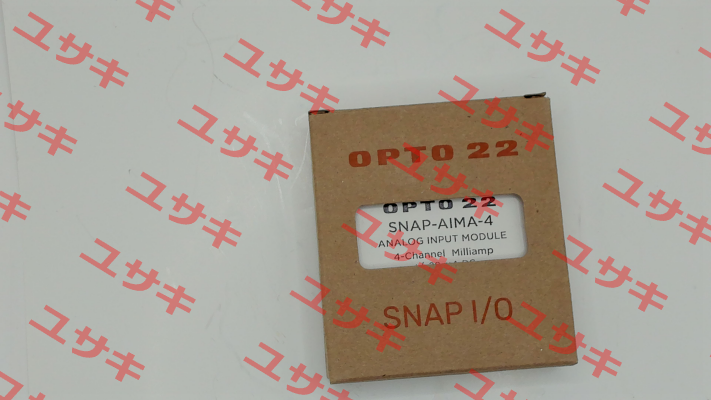 OPTO 22
OPTO 22
SNAP-AIMA-4
ANALOG INPUT MODULE
4-Channel Milliamp
SNAP I/O
ユサキ